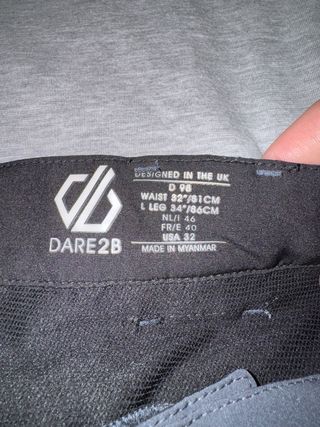 DESIGNED IN THE UK
D 98
WAIST 32"/81CM
L LEG 34"/86CM
NL/I 46
FR/E 40
USA 32
MADE IN MYANMAR
DARE2B